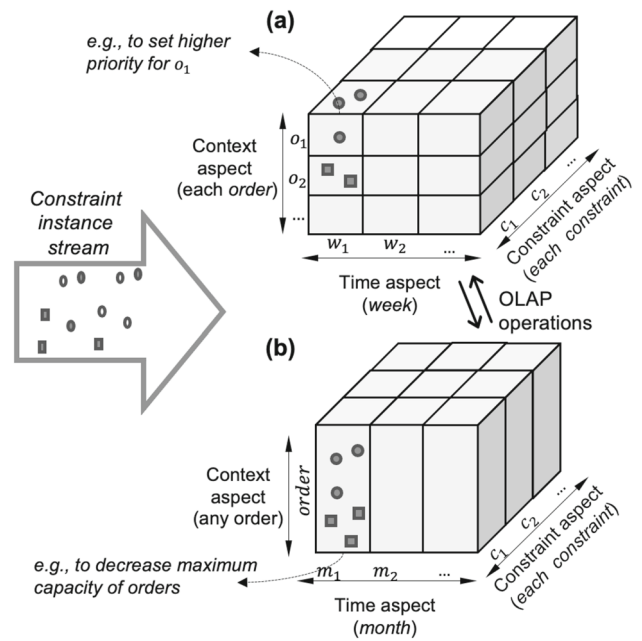 (a)
e.g., to set higher
priority for o₁
Context
aspect
(each order)
o₁
o₂
...
w₁ w₂ ...
Time aspect
(week)
c₁ c₂ ...
Constraint aspect
(each constraint)
Constraint
instance
stream
OLAP
operations
(b)
Context
aspect
(any order)
order
e.g., to decrease maximum
capacity of orders
m₁ m₂ ...
Time aspect
(month)
c₁ c₂ ...
Constraint aspect
(each constraint)